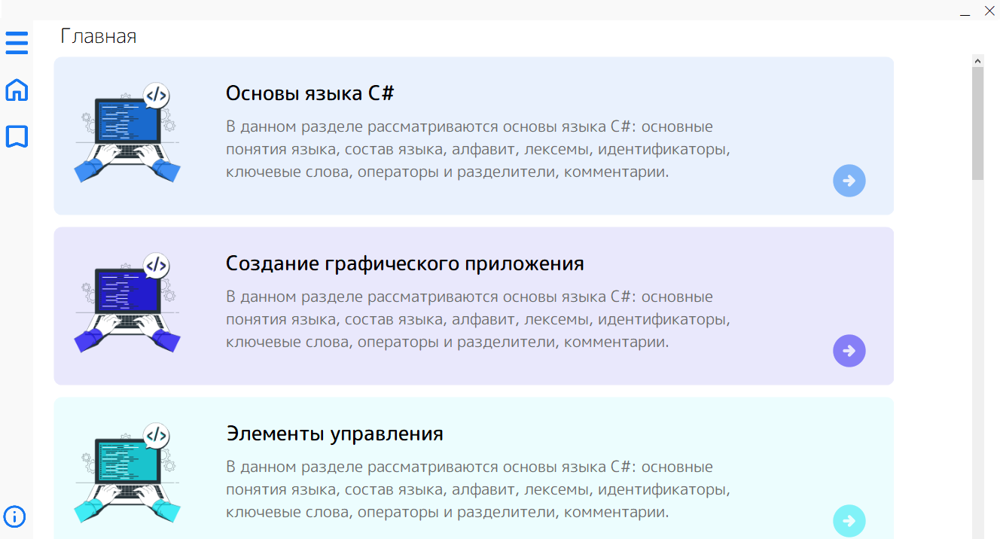 Главная
Основы языка C#
В данном разделе рассматриваются основы языка C#: основные
понятия языка, состав языка, алфавит, лексемы, идентификаторы,
ключевые слова, операторы и разделители, комментарии.
Создание графического приложения
В данном разделе рассматриваются основы языка C#: основные
понятия языка, состав языка, алфавит, лексемы, идентификаторы,
ключевые слова, операторы и разделители, комментарии.
Элементы управления
В данном разделе рассматриваются основы языка C#: основные
понятия языка, состав языка, алфавит, лексемы, идентификаторы,
ключевые слова, операторы и разделители, комментарии.